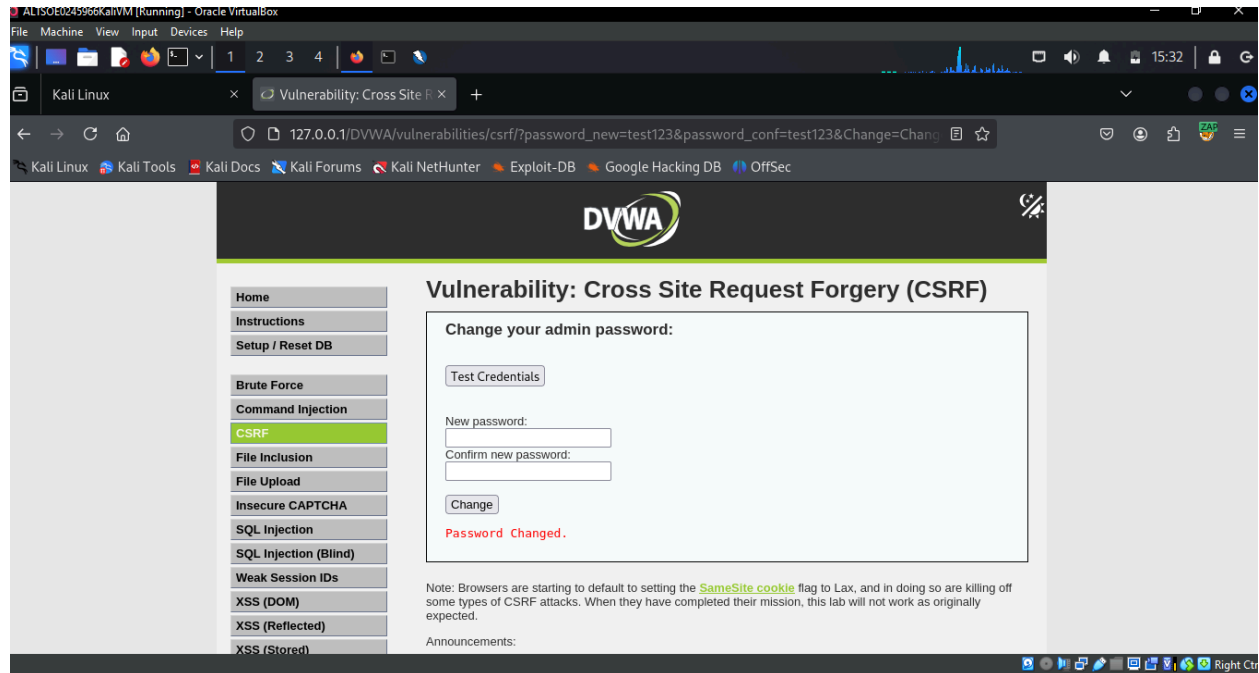 ALTSOE0245966KaliVM [Running] - Oracle VirtualBox
File Machine View Input Devices Help
1 2 3 4 15:32
Kali Linux Vulnerability: Cross Site R
127.0.0.1/DVWA/vulnerabilities/csrf/?password_new=test123&password_conf=test123&Change=Chang ZAP
Kali Linux Kali Tools Kali Docs Kali Forums Kali NetHunter Exploit-DB Google Hacking DB OffSec
DVWA
Vulnerability: Cross Site Request Forgery (CSRF)
Home
Instructions
Setup / Reset DB
Brute Force
Command Injection
CSRF
File Inclusion
File Upload
Insecure CAPTCHA
SQL Injection
SQL Injection (Blind)
Weak Session IDs
XSS (DOM)
XSS (Reflected)
XSS (Stored)
Change your admin password:
Test Credentials
New password:
Confirm new password:
Change
Password Changed.
Note: Browsers are starting to default to setting the SameSite cookie flag to Lax, and in doing so are killing off
some types of CSRF attacks. When they have completed their mission, this lab will not work as originally
expected.
Announcements:
Right Ctr